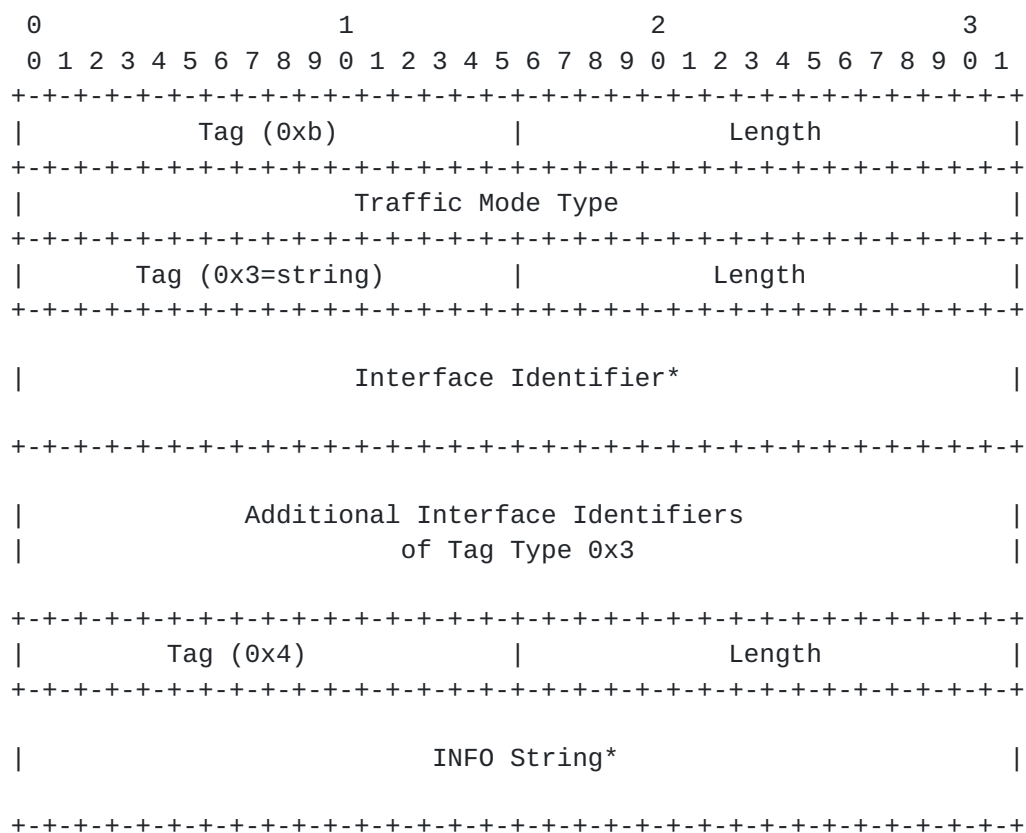 0                   1                   2                   3
0 1 2 3 4 5 6 7 8 9 0 1 2 3 4 5 6 7 8 9 0 1 2 3 4 5 6 7 8 9 0 1
+-+-+-+-+-+-+-+-+-+-+-+-+-+-+-+-+-+-+-+-+-+-+-+-+-+-+-+-+-+-+-+-+
|           Tag (0xb)           |             Length            |
+-+-+-+-+-+-+-+-+-+-+-+-+-+-+-+-+-+-+-+-+-+-+-+-+-+-+-+-+-+-+-+-+
|                     Traffic Mode Type                         |
+-+-+-+-+-+-+-+-+-+-+-+-+-+-+-+-+-+-+-+-+-+-+-+-+-+-+-+-+-+-+-+-+
|       Tag (0x3=string)        |            Length             |
+-+-+-+-+-+-+-+-+-+-+-+-+-+-+-+-+-+-+-+-+-+-+-+-+-+-+-+-+-+-+-+-+
|                     Interface Identifier*                     |
+-+-+-+-+-+-+-+-+-+-+-+-+-+-+-+-+-+-+-+-+-+-+-+-+-+-+-+-+-+-+-+-+
|              Additional Interface Identifiers                 |
|                        of Tag Type 0x3                        |
+-+-+-+-+-+-+-+-+-+-+-+-+-+-+-+-+-+-+-+-+-+-+-+-+-+-+-+-+-+-+-+-+
|         Tag (0x4)             |             Length            |
+-+-+-+-+-+-+-+-+-+-+-+-+-+-+-+-+-+-+-+-+-+-+-+-+-+-+-+-+-+-+-+-+
|                          INFO String*                         |
+-+-+-+-+-+-+-+-+-+-+-+-+-+-+-+-+-+-+-+-+-+-+-+-+-+-+-+-+-+-+-+-+